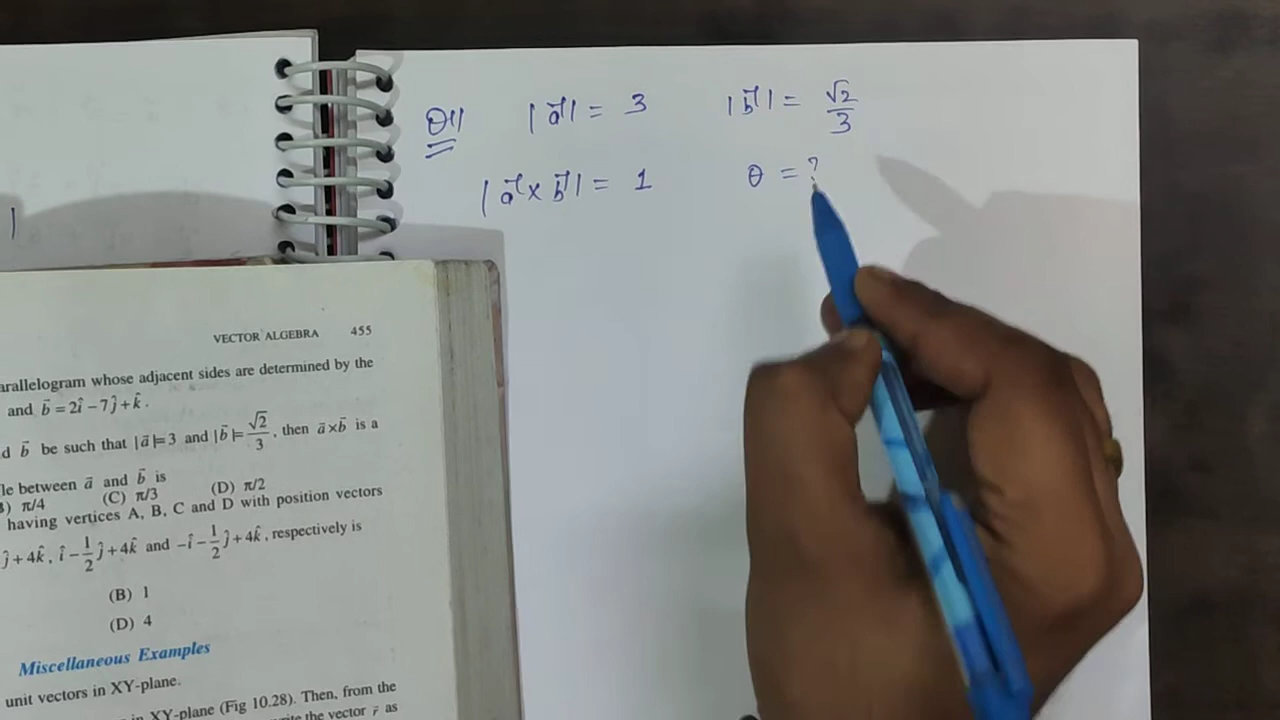 Q11 |a⃗| = 3 |b⃗| = √2/3
|a⃗ × b⃗| = 1 θ = ?
VECTOR ALGEBRA 455
arallelogram whose adjacent sides are determined by the
and b⃗ = 2î − 7ĵ + k̂.
d b⃗ be such that |a⃗| = 3 and |b⃗| = √2/3, then a⃗ × b⃗ is a
le between a⃗ and b⃗ is
) π/4 (C) π/3 (D) π/2
having vertices A, B, C and D with position vectors
ĵ + 4k̂, î − 1/2 ĵ + 4k̂ and −î − 1/2 ĵ + 4k̂, respectively is
(B) 1
(D) 4
Miscellaneous Examples
unit vectors in XY-plane.
in XY-plane (Fig 10.28). Then, from the
the vector r⃗ as